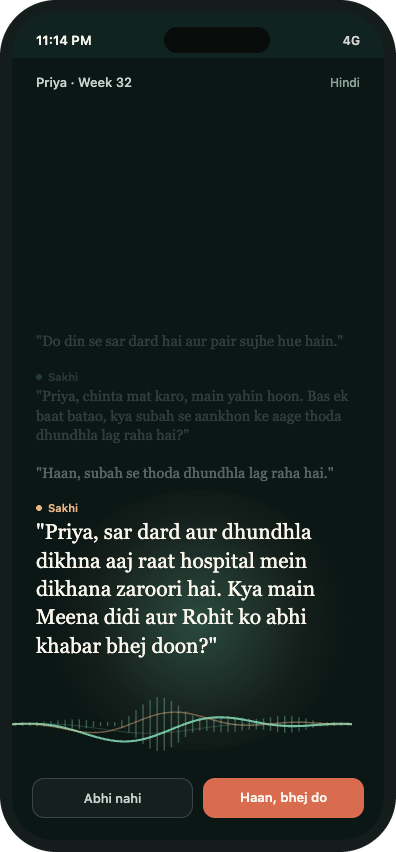 11:14 PM
4G
Priya · Week 32
Hindi
"Do din se sar dard hai aur pair sujhe hue hain."
Sakhi
"Priya, chinta mat karo, main yahin hoon. Bas ek
baat batao, kya subah se aankhon ke aage thoda
dhundhla lag raha hai?"
"Haan, subah se thoda dhundhla lag raha hai."
Sakhi
"Priya, sar dard aur dhundhla
dikhna aaj raat hospital mein
dikhana zaroori hai. Kya main
Meena didi aur Rohit ko abhi
khabar bhej doon?"
Abhi nahi
Haan, bhej do